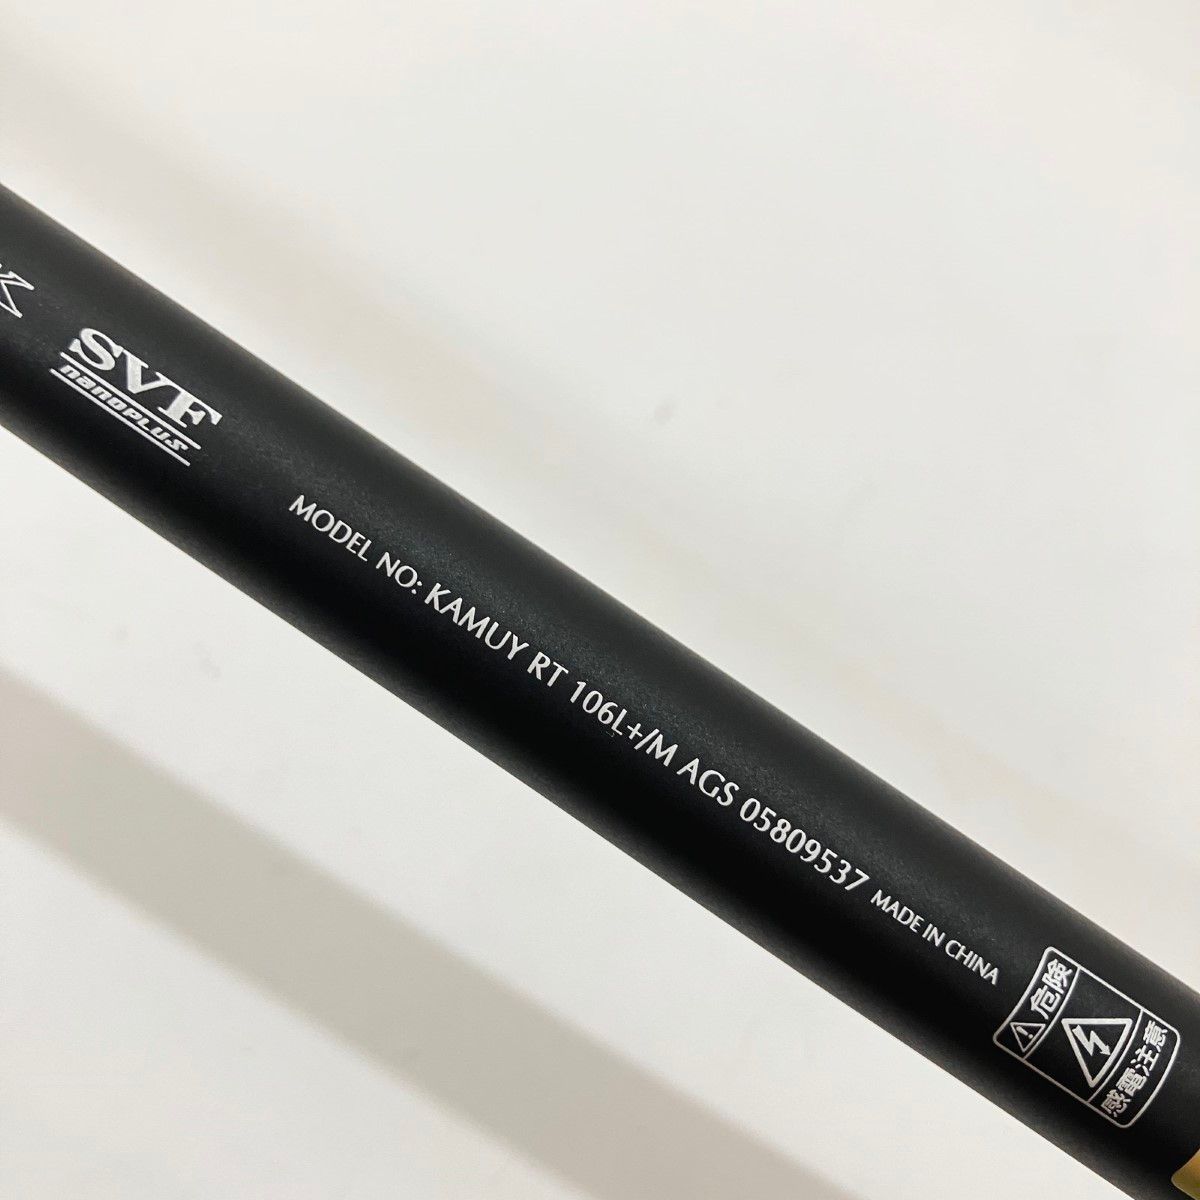 K
SVF
nanoPLUS
MODEL NO: KAMUY RT 106L+/M AGS 05809537 MADE IN CHINA
危険
感電注意